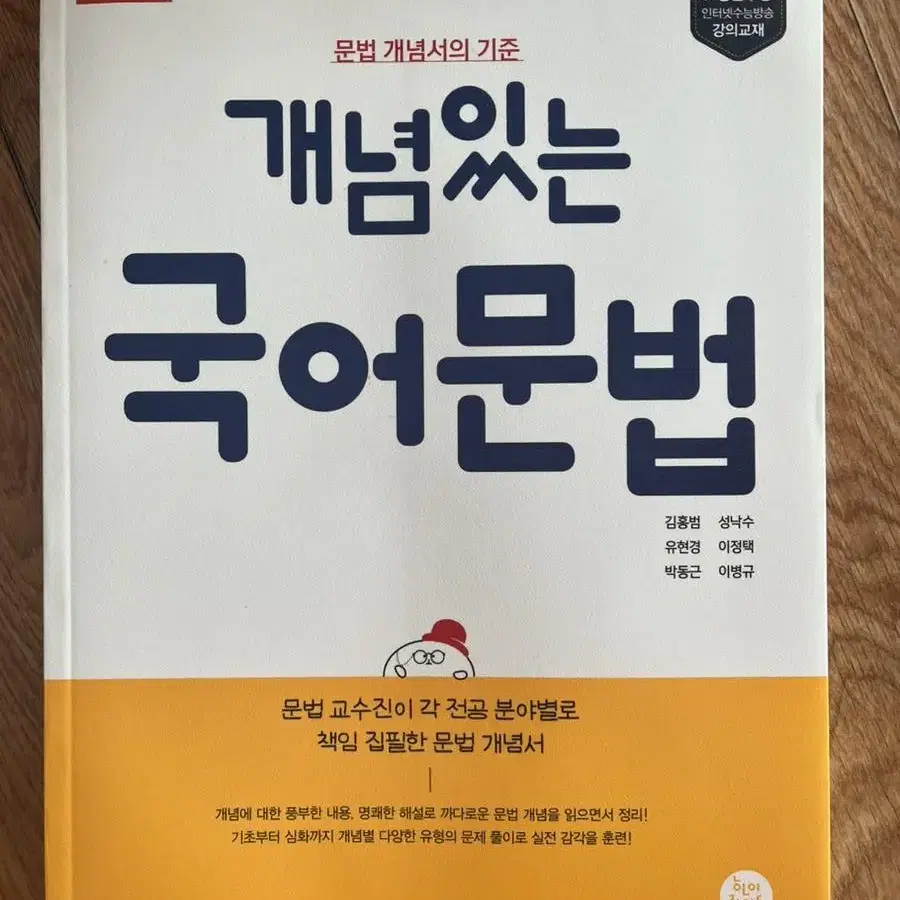 인터넷수능방송
강의교재
문법 개념서의 기준
개념있는
국어문법
김홍범 성낙수
유현경 이정택
박동근 이병규
문법 교수진이 각 전공 분야별로
책임 집필한 문법 개념서
개념에 대한 풍부한 내용, 명쾌한 해설로 까다로운 문법 개념을 읽으면서 정리!
기초부터 심화까지 개념별 다양한 유형의 문제 풀이로 실전 감각을 훈련!